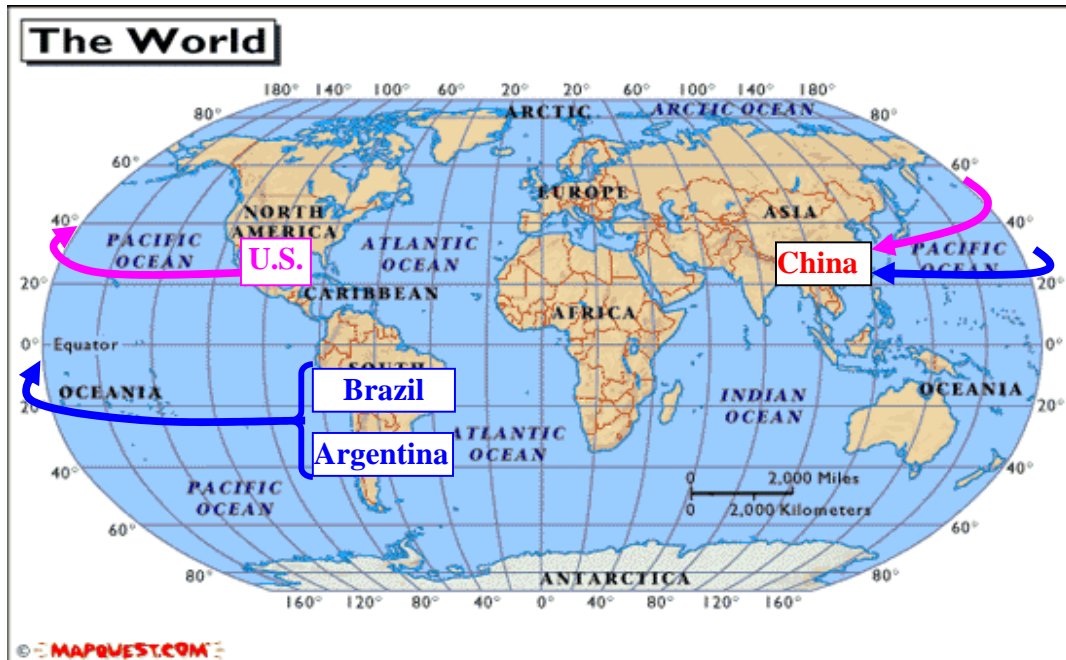 The World
180° 140° 100° 60° 20° 20° 60° 100° 140° 180°
80° ARCTIC ARCTIC OCEAN 80°
60° EUROPE 60°
40° NORTH ASIA 40°
AMERICA
PACIFIC
OCEAN
U.S.
ATLANTIC
OCEAN
China
PACIFIC
OCEAN
20° CARIBBEAN 20°
AFRICA
0° Equator 0°
SOUTH
Brazil
OCEANIA
INDIAN
OCEAN
OCEANIA
20° 20°
Argentina
ATLANTIC
OCEAN
40° 40°
PACIFIC
OCEAN
0 2,000 Miles
0 2,000 Kilometers
60° 60°
80° ANTARCTICA 80°
160° 120° 80° 40° 0° 40° 80° 120° 160°
© MAPQUEST.COM